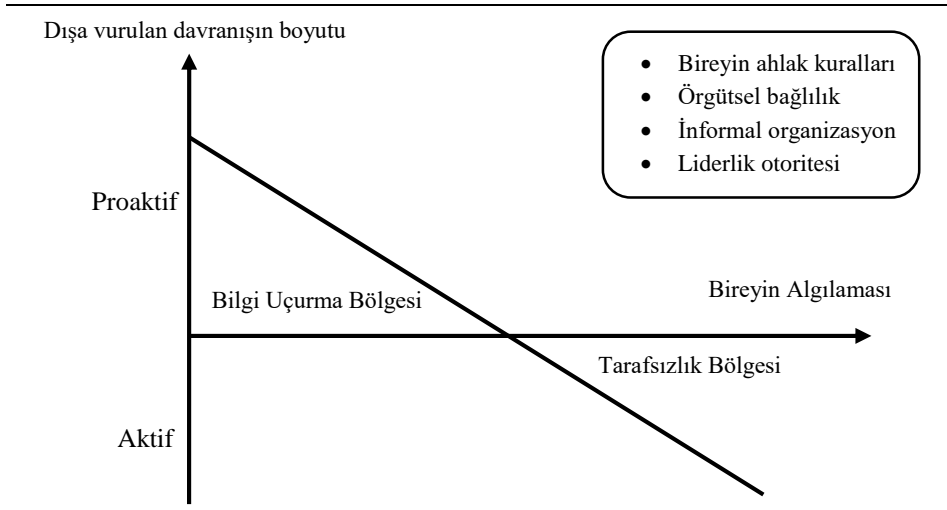 Dışa vurulan davranışın boyutu
• Bireyin ahlak kuralları
• Örgütsel bağlılık
• İnformal organizasyon
• Liderlik otoritesi
Proaktif
Bilgi Uçurma Bölgesi
Bireyin Algılaması
Tarafsızlık Bölgesi
Aktif